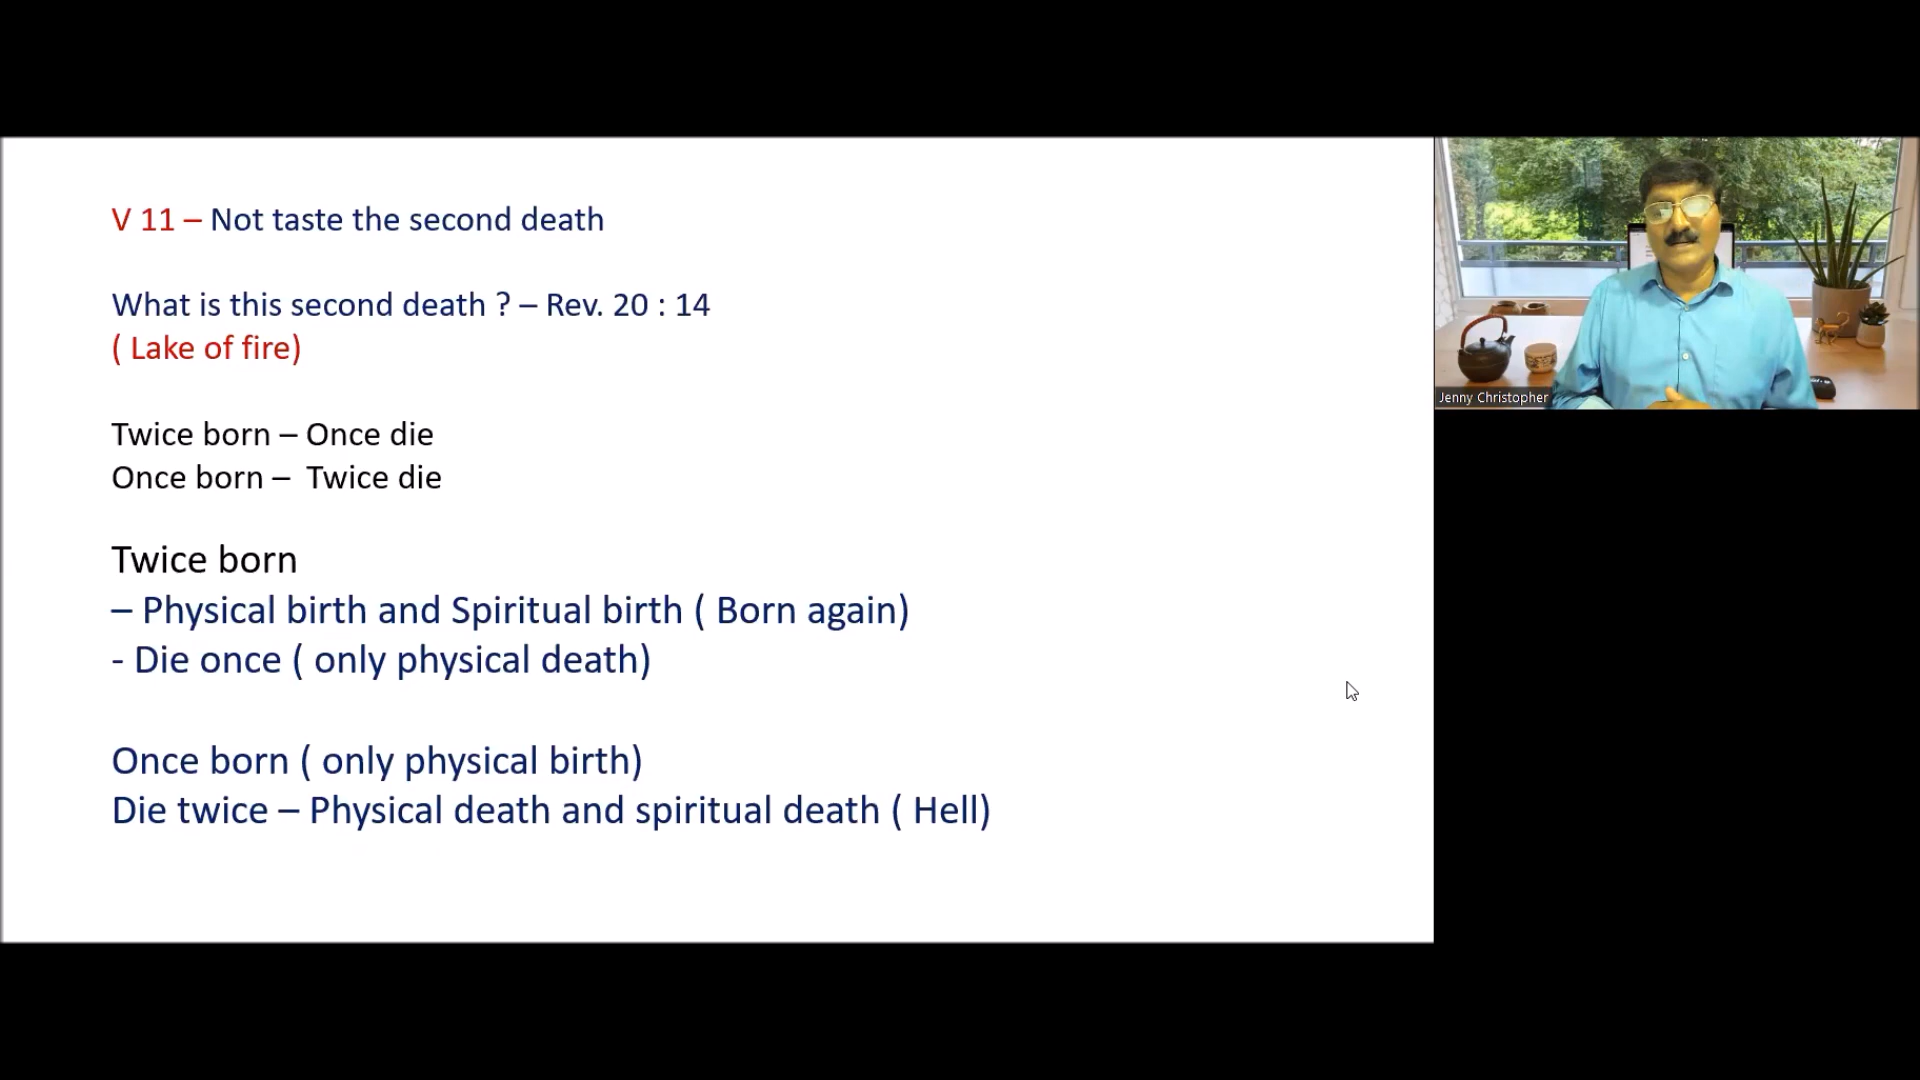 V 11 – Not taste the second death
What is this second death ? – Rev. 20 : 14
( Lake of fire)
Twice born – Once die
Once born – Twice die
Twice born
– Physical birth and Spiritual birth ( Born again)
- Die once ( only physical death)
Once born ( only physical birth)
Die twice – Physical death and spiritual death ( Hell)
Jenny Christopher